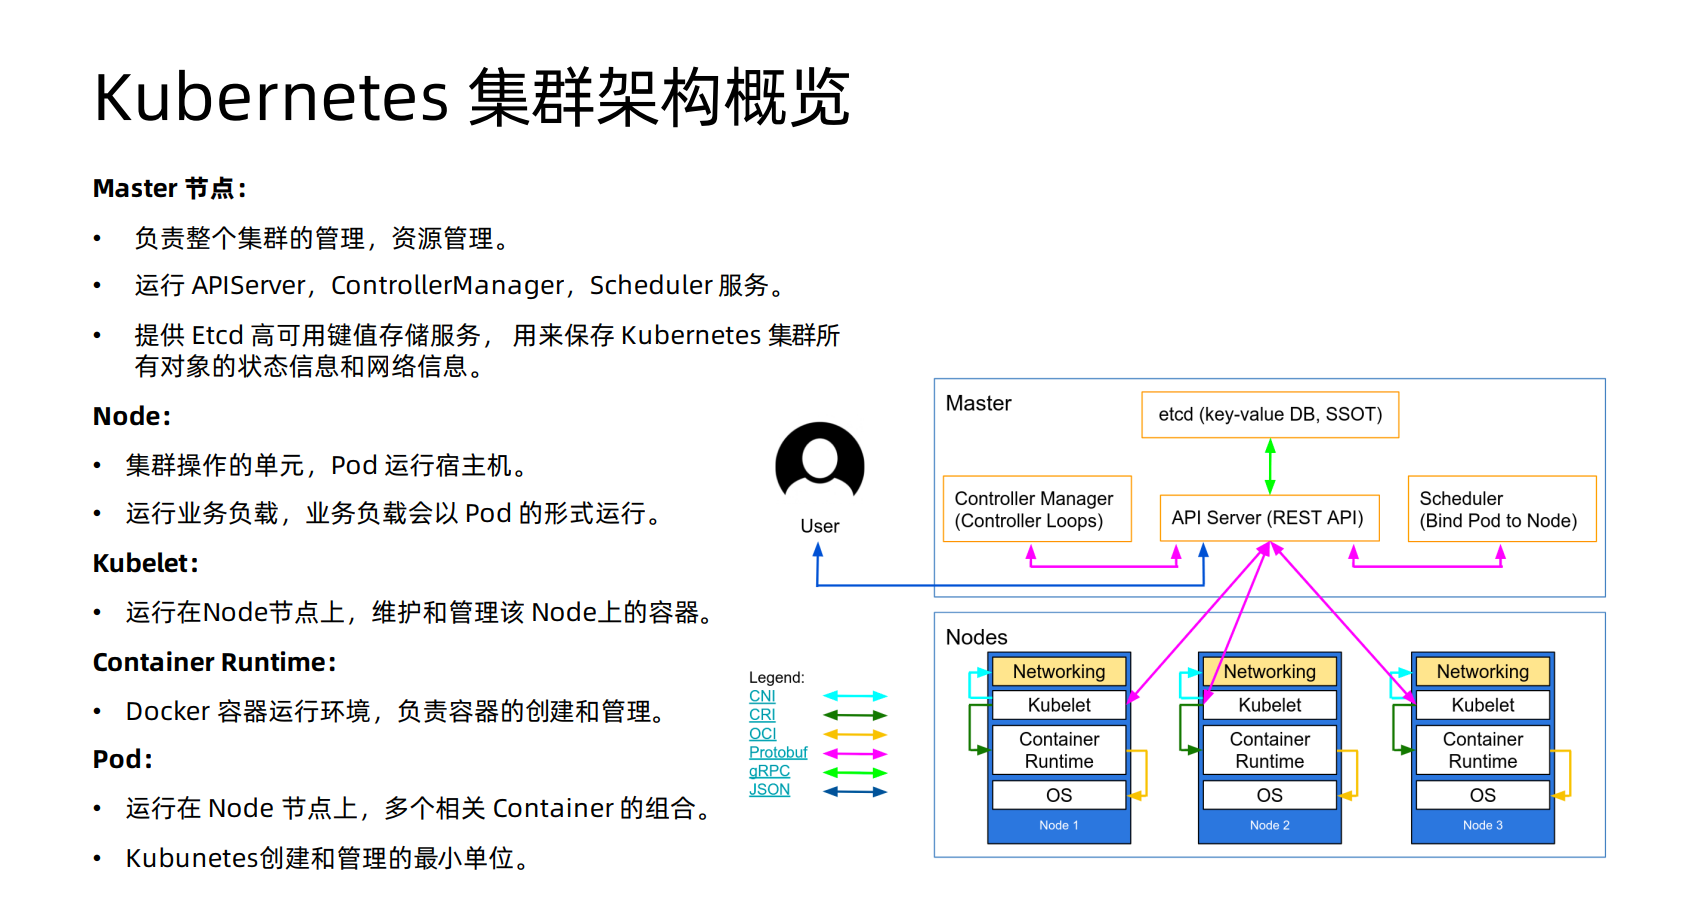 Kubernetes 集群架构概览
Master 节点：
• 负责整个集群的管理，资源管理。
• 运行 APIServer，ControllerManager，Scheduler 服务。
• 提供 Etcd 高可用键值存储服务， 用来保存 Kubernetes 集群所
有对象的状态信息和网络信息。
Node：
• 集群操作的单元，Pod 运行宿主机。
• 运行业务负载，业务负载会以 Pod 的形式运行。
Kubelet：
• 运行在Node节点上，维护和管理该 Node上的容器。
Container Runtime：
• Docker 容器运行环境，负责容器的创建和管理。
Pod：
• 运行在 Node 节点上，多个相关 Container 的组合。
• Kubunetes创建和管理的最小单位。
User
Master
etcd (key-value DB, SSOT)
Controller Manager
(Controller Loops)
API Server (REST API)
Scheduler
(Bind Pod to Node)
Legend:
CNI
CRI
OCI
Protobuf
gRPC
JSON
Nodes
Networking
Kubelet
Container
Runtime
OS
Node 1
Networking
Kubelet
Container
Runtime
OS
Node 2
Networking
Kubelet
Container
Runtime
OS
Node 3